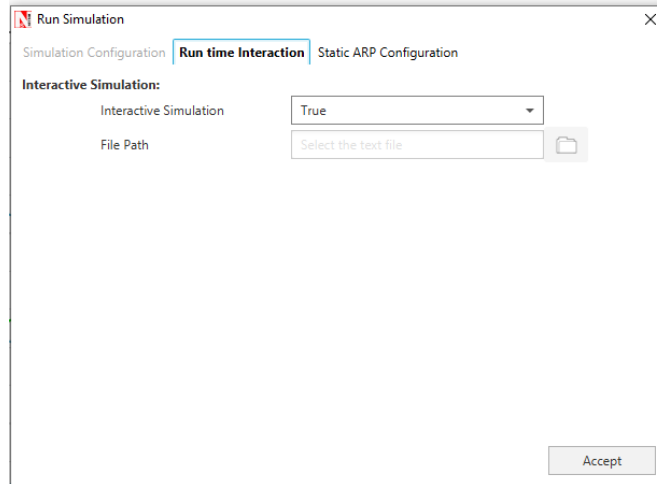 Run Simulation
Simulation Configuration Run time Interaction Static ARP Configuration
Interactive Simulation:
Interactive Simulation True
File Path Select the text file
Accept